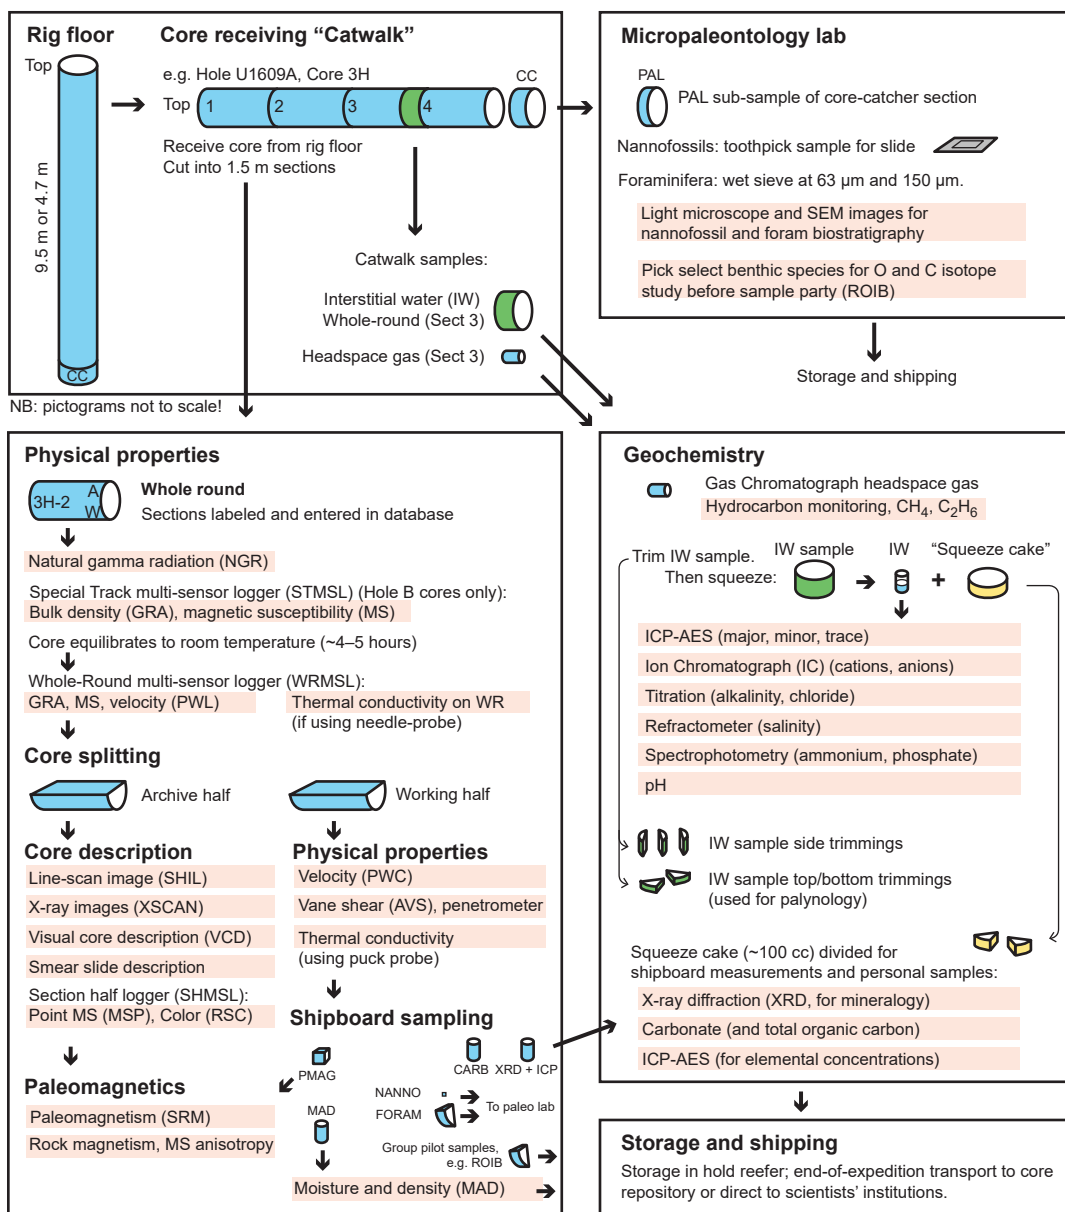 Rig floor
Top
9.5 m or 4.7 m
CC
NB: pictograms not to scale!
Core receiving “Catwalk”
e.g. Hole U1609A, Core 3H
CC
Top
1
2
3
4
Receive core from rig floor
Cut into 1.5 m sections
Catwalk samples:
Interstitial water (IW)
Whole-round (Sect 3)
Headspace gas (Sect 3)
Micropaleontology lab
PAL
PAL sub-sample of core-catcher section
Nannofossils: toothpick sample for slide
Foraminifera: wet sieve at 63 µm and 150 µm.
Light microscope and SEM images for
nannofossil and foram biostratigraphy
Pick select benthic species for O and C isotope
study before sample party (ROIB)
Storage and shipping
Physical properties
3H-2
A
W
Whole round
Sections labeled and entered in database
Natural gamma radiation (NGR)
Special Track multi-sensor logger (STMSL) (Hole B cores only):
Bulk density (GRA), magnetic susceptibility (MS)
Core equilibrates to room temperature (~4–5 hours)
Whole-Round multi-sensor logger (WRMSL):
GRA, MS, velocity (PWL)
Thermal conductivity on WR
(if using needle-probe)
Core splitting
Archive half
Working half
Core description
Line-scan image (SHIL)
X-ray images (XSCAN)
Visual core description (VCD)
Smear slide description
Section half logger (SHMSL):
Point MS (MSP), Color (RSC)
Paleomagnetics
Paleomagnetism (SRM)
Rock magnetism, MS anisotropy
Physical properties
Velocity (PWC)
Vane shear (AVS), penetrometer
Thermal conductivity
(using puck probe)
Shipboard sampling
PMAG
CARB
XRD + ICP
NANNO
FORAM
To paleo lab
MAD
Group pilot samples,
e.g. ROIB
Moisture and density (MAD)
Geochemistry
Gas Chromatograph headspace gas
Hydrocarbon monitoring, CH₄, C₂H₆
Trim IW sample.
Then squeeze:
IW sample
IW
+
“Squeeze cake”
ICP-AES (major, minor, trace)
Ion Chromatograph (IC) (cations, anions)
Titration (alkalinity, chloride)
Refractometer (salinity)
Spectrophotometry (ammonium, phosphate)
pH
IW sample side trimmings
IW sample top/bottom trimmings
(used for palynology)
Squeeze cake (~100 cc) divided for
shipboard measurements and personal samples:
X-ray diffraction (XRD, for mineralogy)
Carbonate (and total organic carbon)
ICP-AES (for elemental concentrations)
Storage and shipping
Storage in hold reefer; end-of-expedition transport to core
repository or direct to scientists’ institutions.